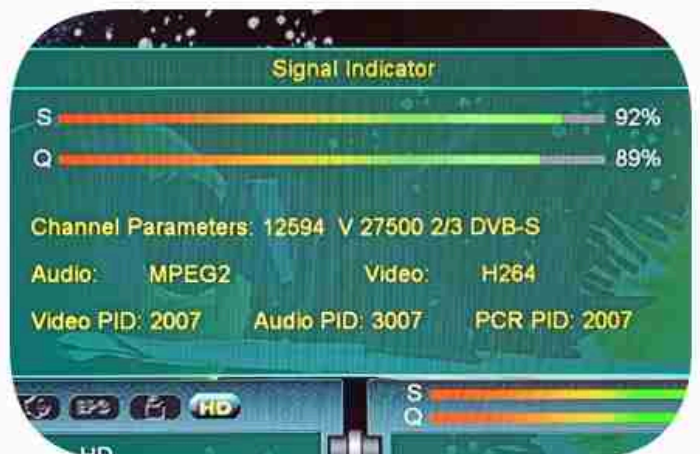 Signal Indicator
S 92%
Q 89%
Channel Parameters: 12594 V 27500 2/3 DVB-S
Audio: MPEG2 Video: H264
Video PID: 2007 Audio PID: 3007 PCR PID: 2007
EPG HD S
Q
HD